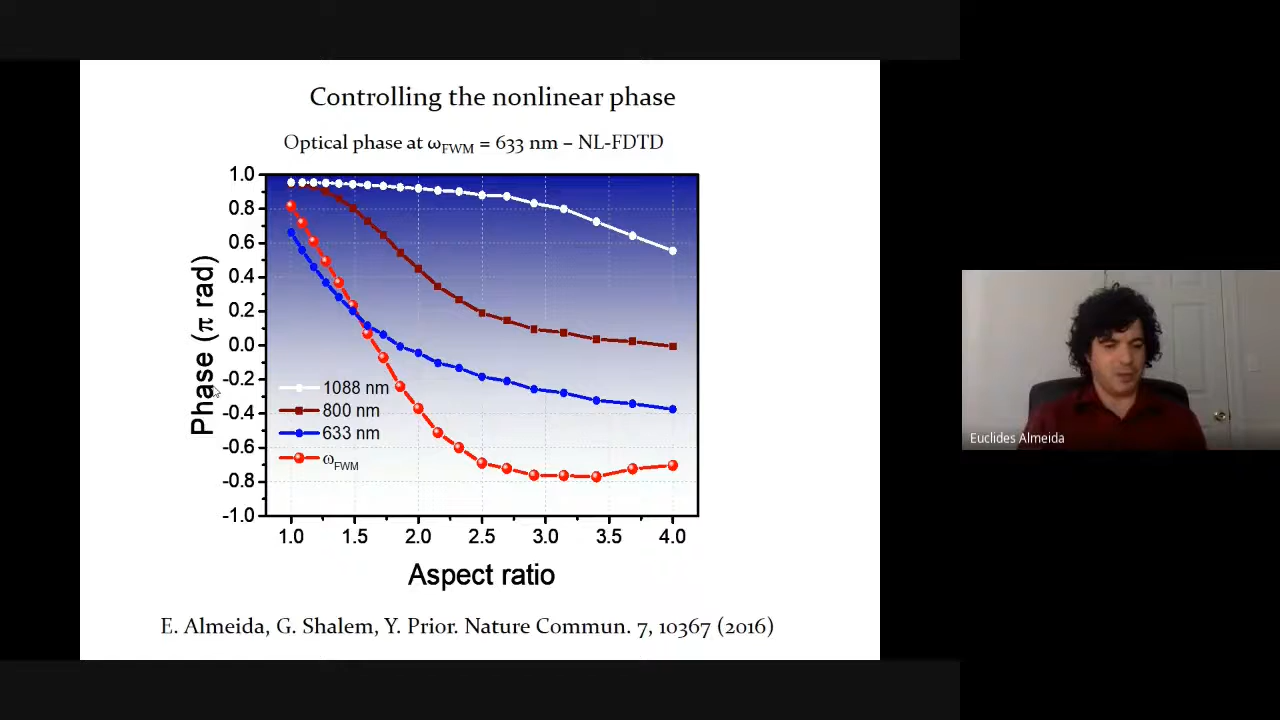 Controlling the nonlinear phase
Optical phase at ωFWM = 633 nm – NL-FDTD
1.0
0.8
0.6
0.4
0.2
0.0
-0.2
-0.4
-0.6
-0.8
-1.0
Phase (π rad)
1088 nm
800 nm
633 nm
ωFWM
1.0 1.5 2.0 2.5 3.0 3.5 4.0
Aspect ratio
E. Almeida, G. Shalem, Y. Prior. Nature Commun. 7, 10367 (2016)
Euclides Almeida